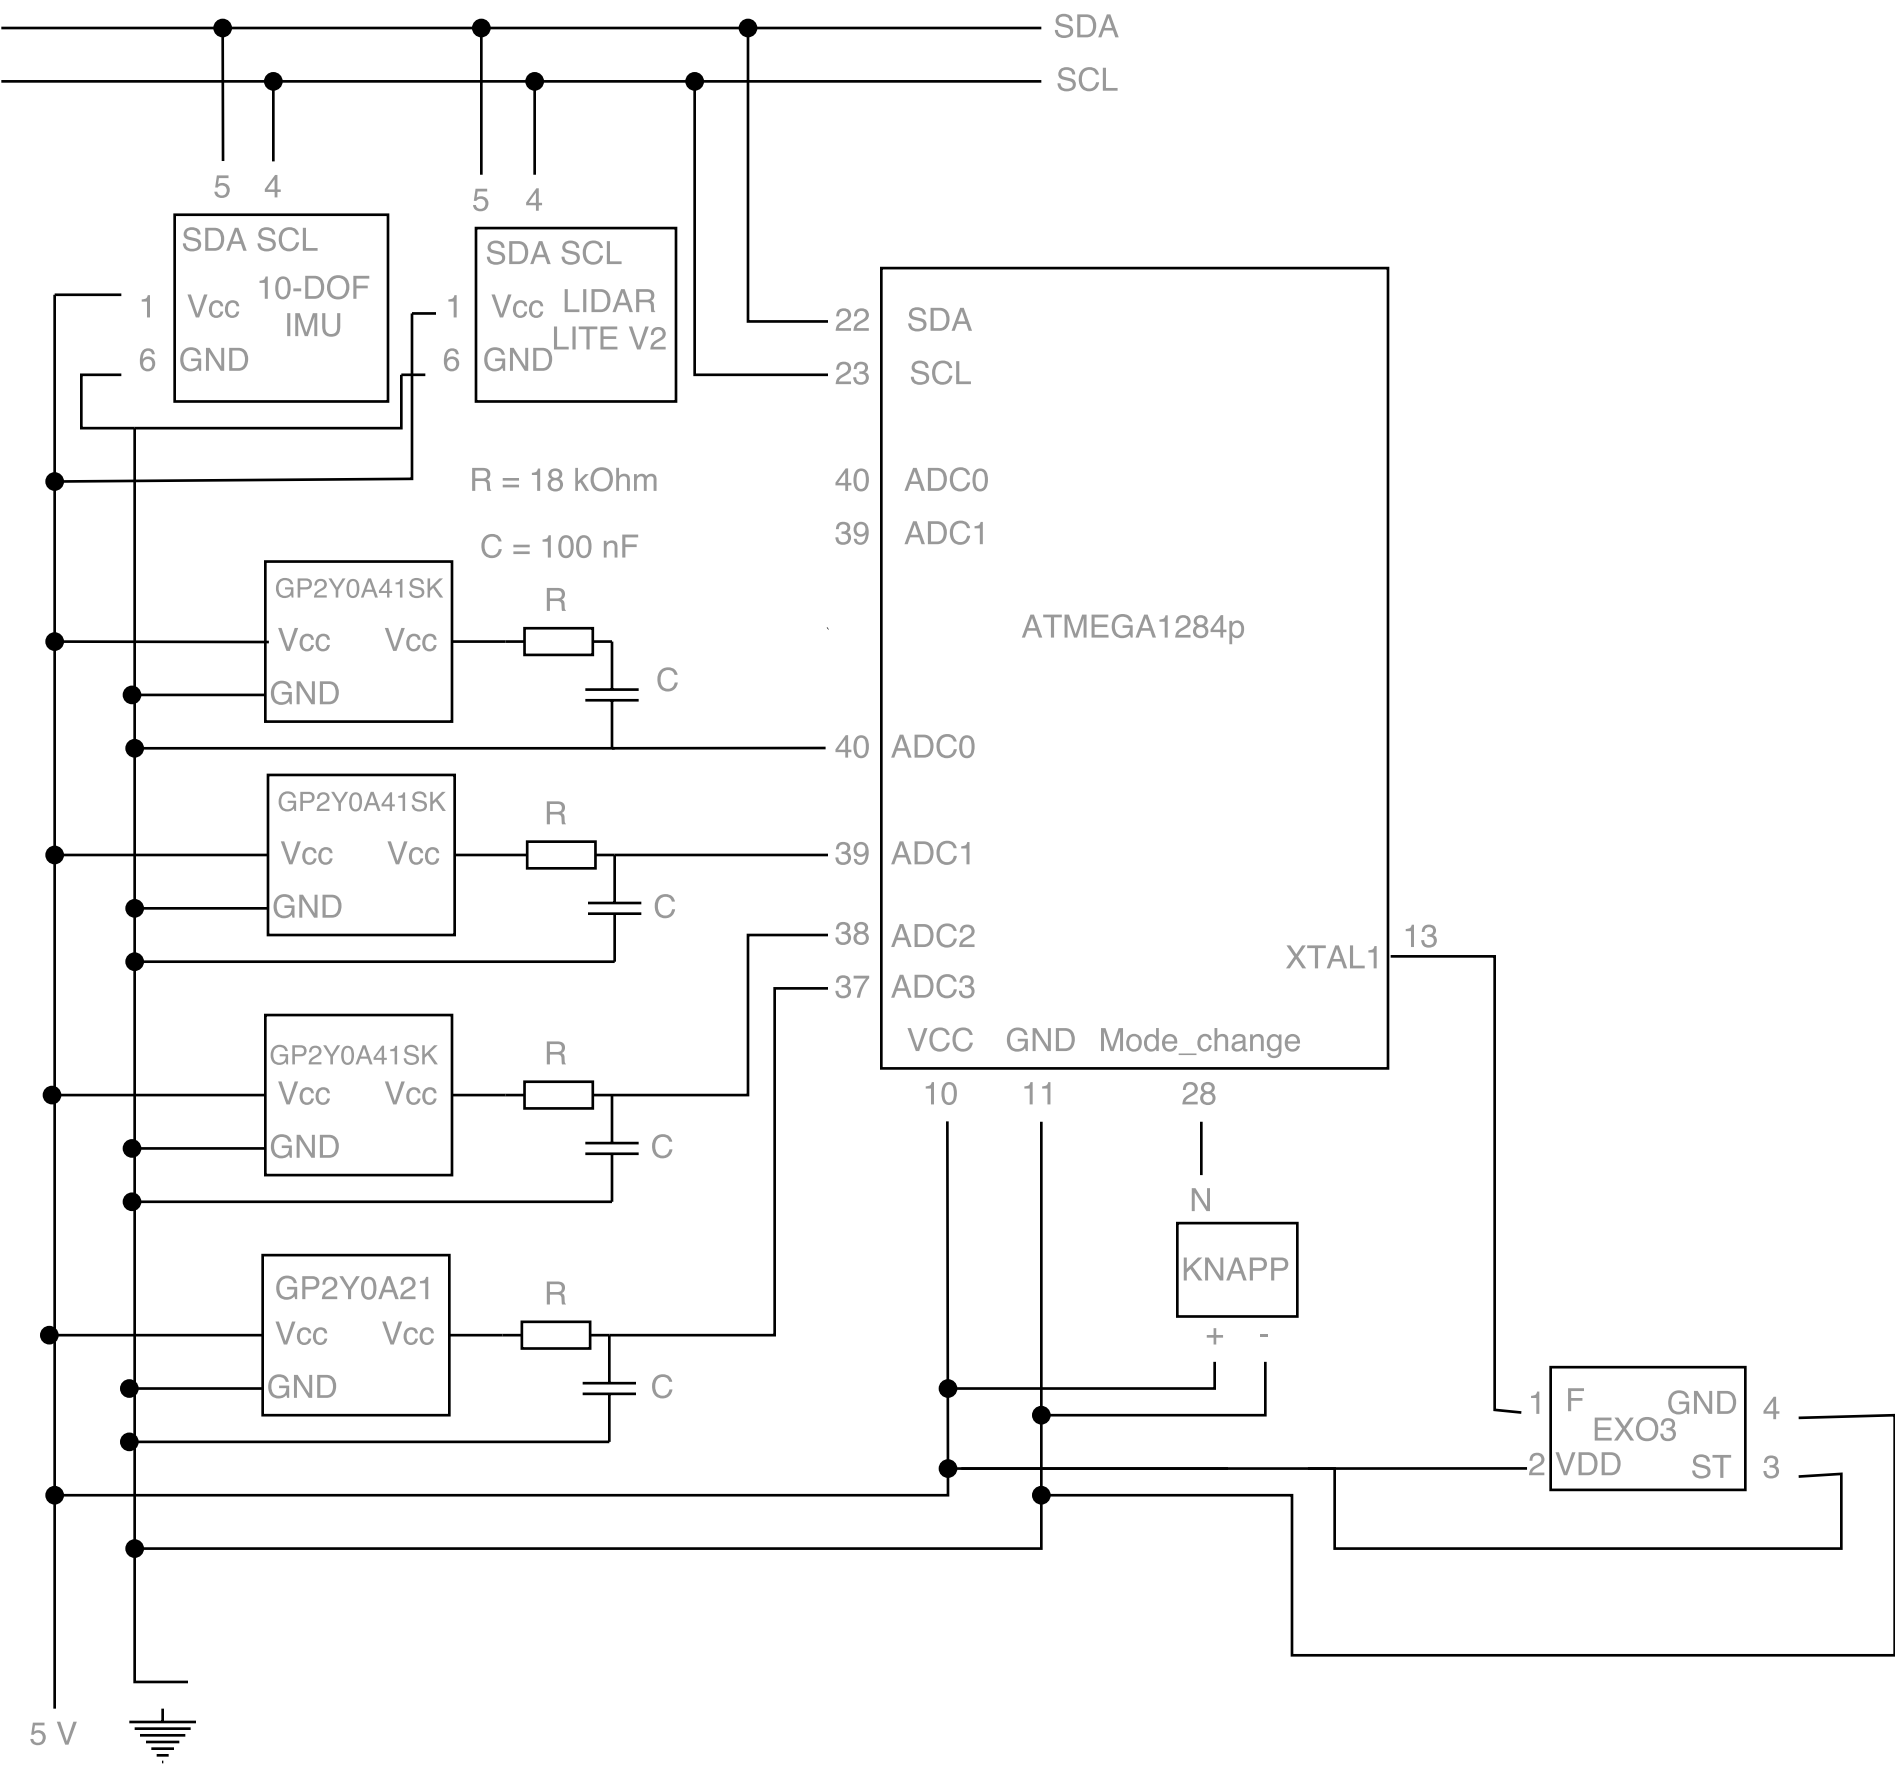 SDA
SCL
5 4
5 4
SDA SCL
10-DOF
IMU
1 Vcc
6 GND
SDA SCL
LIDAR
LITE V2
1 Vcc
6 GND
22 SDA
23 SCL
R = 18 kOhm
C = 100 nF
40 ADC0
39 ADC1
ATMEGA1284p
GP2Y0A41SK
Vcc Vcc
GND
R
C
40 ADC0
GP2Y0A41SK
Vcc Vcc
GND
R
C
39 ADC1
38 ADC2
37 ADC3
XTAL1 13
VCC GND Mode_change
10 11 28
GP2Y0A41SK
Vcc Vcc
GND
R
C
N
KNAPP
+ -
GP2Y0A21
Vcc Vcc
GND
R
C
1 F GND 4
EXO3
2 VDD ST 3
5 V